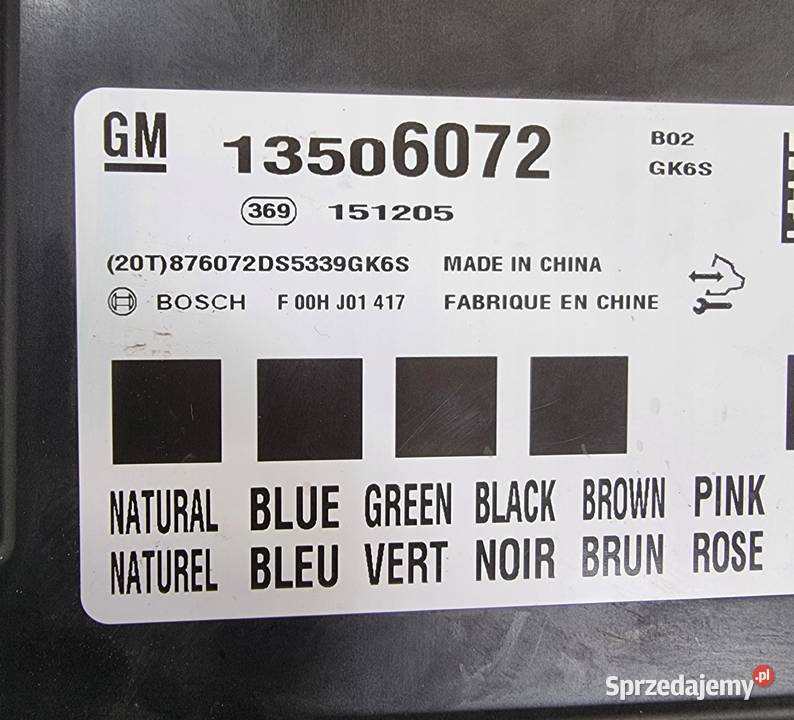 GM 13506072 B02
GK6S
369 151205
(20T)876072DS5339GK6S MADE IN CHINA
BOSCH F 00H J01 417 FABRIQUE EN CHINE
NATURAL BLUE GREEN BLACK BROWN PINK
NATUREL BLEU VERT NOIR BRUN ROSE
Sprzedajemy.pl